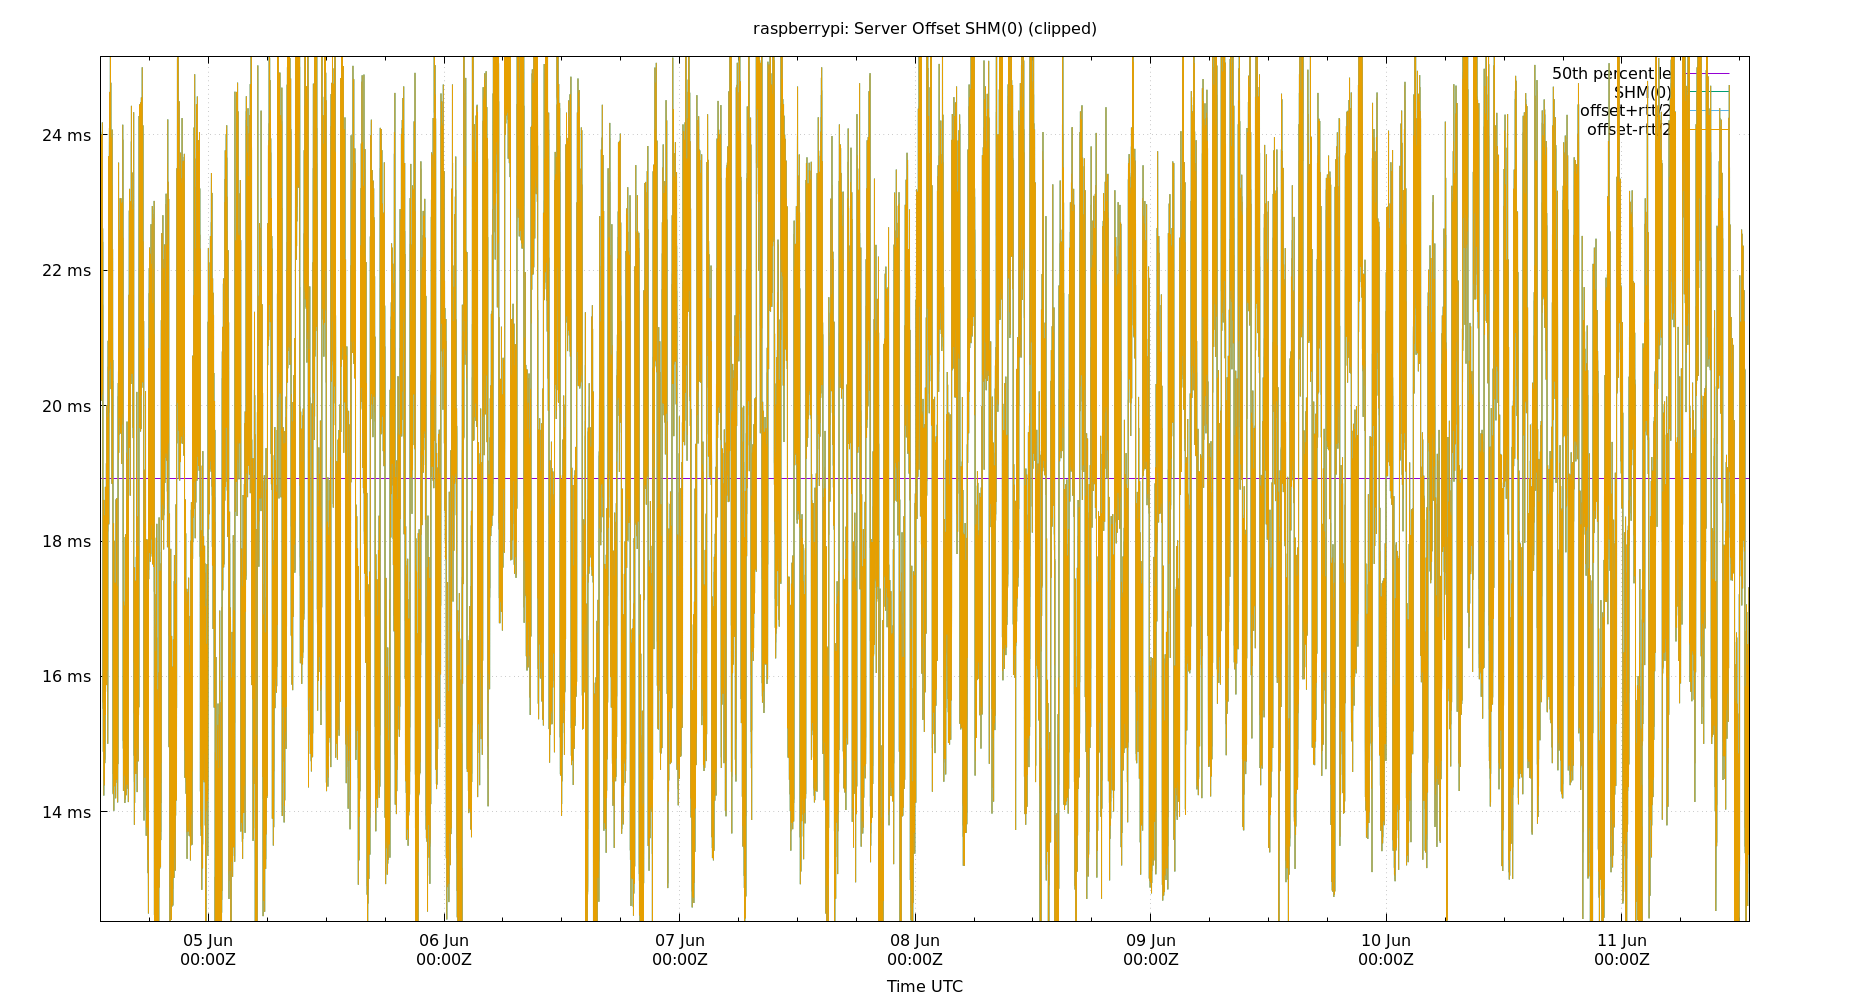 raspberrypi: Server Offset SHM(0) (clipped)
50th percentile
SHM(0)
offset+rtt/2
offset-rtt/2
24 ms
22 ms
20 ms
18 ms
16 ms
14 ms
05 Jun 06 Jun 07 Jun 08 Jun 09 Jun 10 Jun 11 Jun
00:00Z 00:00Z 00:00Z 00:00Z 00:00Z 00:00Z 00:00Z
Time UTC